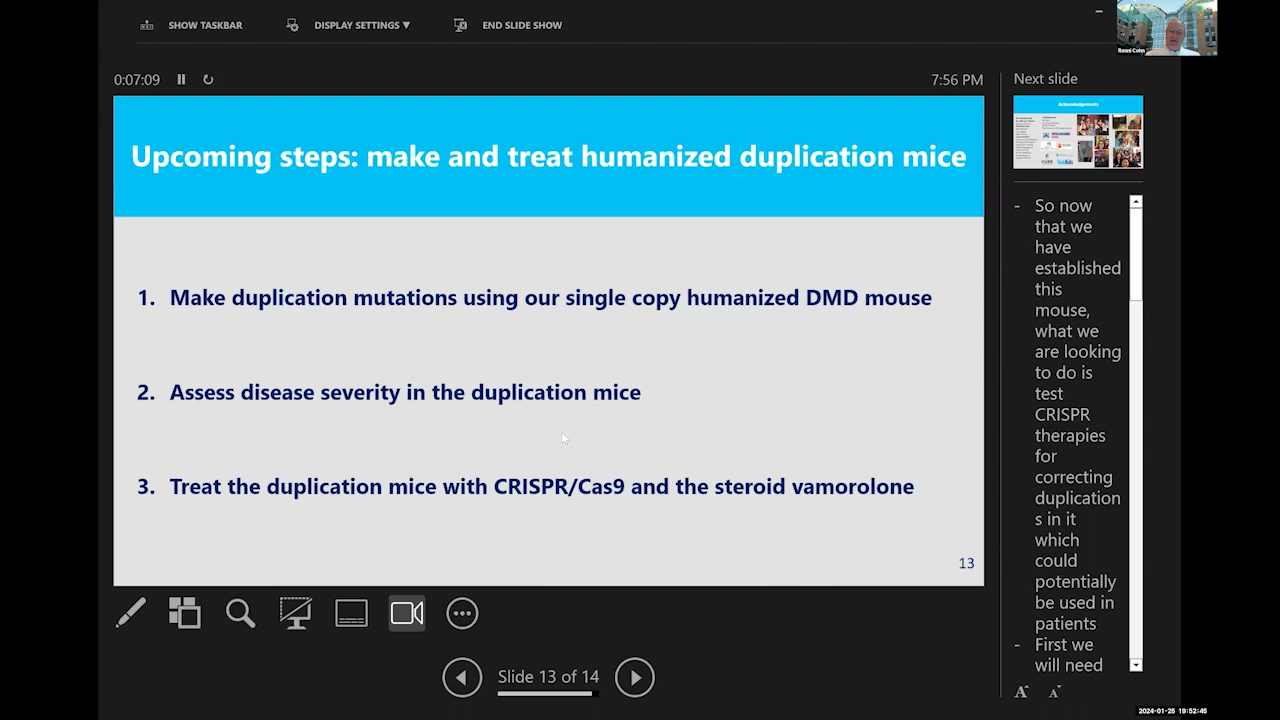 SHOW TASKBAR
DISPLAY SETTINGS ▼
END SLIDE SHOW
Ronni Cohn
0:07:09
7:56 PM
Next slide
Upcoming steps: make and treat humanized duplication mice
1. Make duplication mutations using our single copy humanized DMD mouse
2. Assess disease severity in the duplication mice
3. Treat the duplication mice with CRISPR/Cas9 and the steroid vamorolone
13
Acknowledgements
- So now
that we
have
established
this
mouse,
what we
are looking
to do is
test
CRISPR
therapies
for
correcting
duplication
s in it
which
could
potentially
be used in
patients
- First we
will need
Slide 13 of 14
A A
2024-01-25 19:52:45